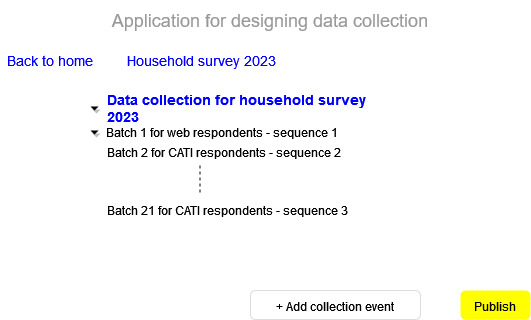 Application for designing data collection
Back to home
Household survey 2023
Data collection for household survey
2023
Batch 1 for web respondents - sequence 1
Batch 2 for CATI respondents - sequence 2
Batch 21 for CATI respondents - sequence 3
+ Add collection event
Publish